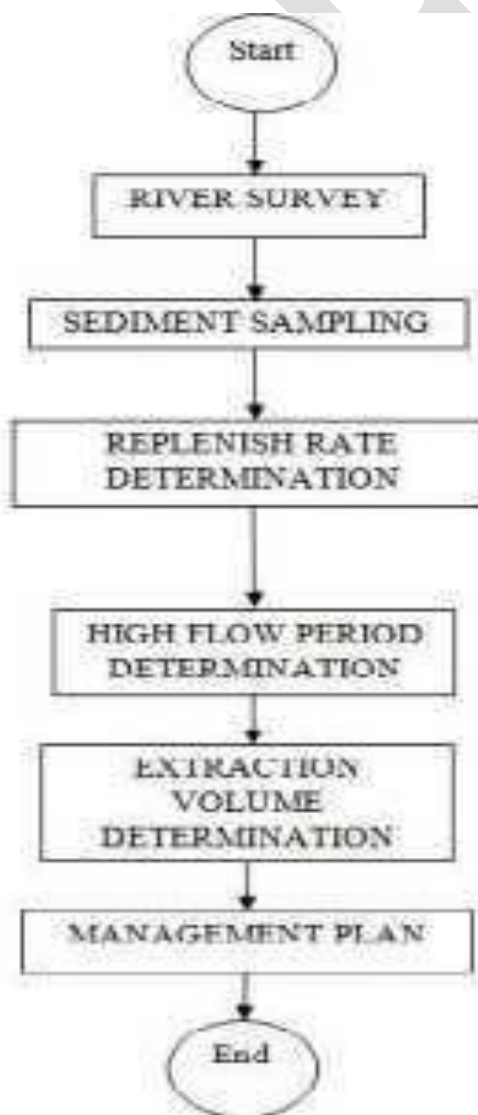 Start
RIVER SURVEY
SEDIMENT SAMPLING
REPLENISH RATE
DETERMINATION
HIGH FLOW PERIOD
DETERMINATION
EXTRACTION
VOLUME
DETERMINATION
MANAGEMENT PLAN
End